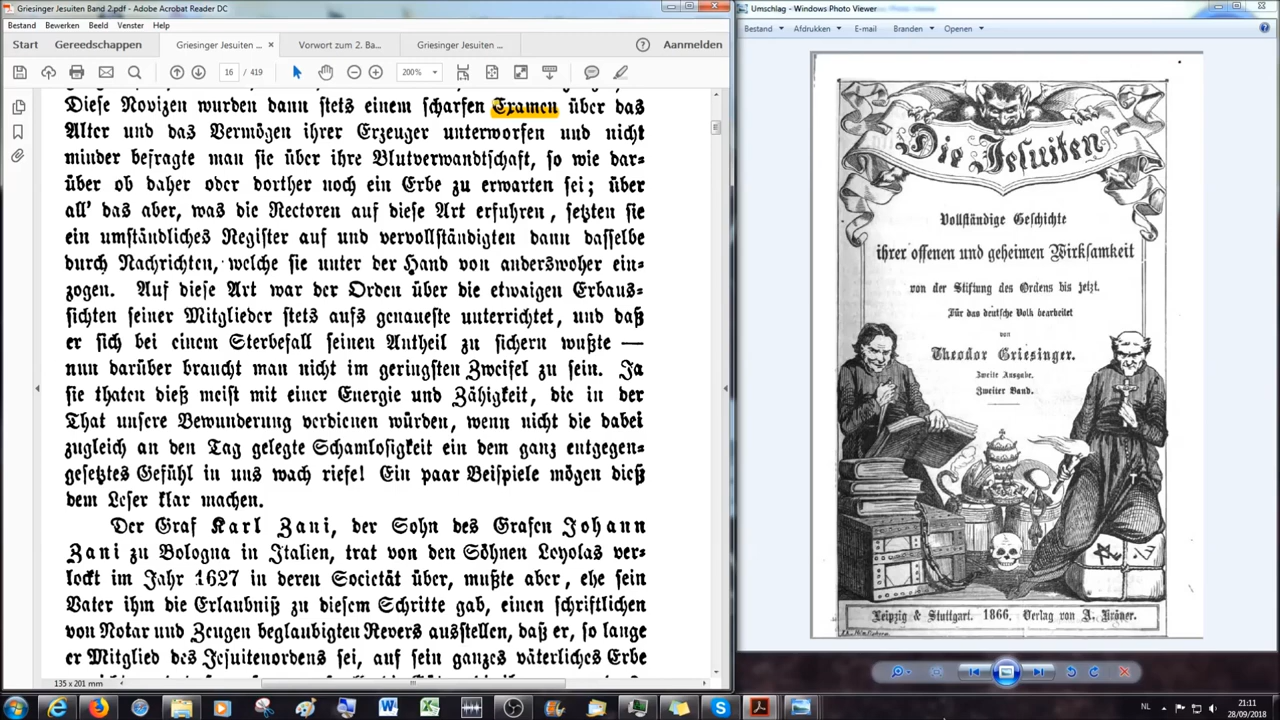 Griesinger Jesuiten Band 2.pdf - Adobe Acrobat Reader DC
Bestand Bewerken Beeld Venster Help
Start Gereedschappen Griesinger Jesuiten ... × Vorwort zum 2. Ba... Griesinger Jesuiten ... Aanmelden
16 / 419 200%
Diese Novizen wurden dann stets einem scharfen Examen über das
Alter und das Vermögen ihrer Erzeuger unterworfen und nicht
minder befragte man sie über ihre Blutverwandtschaft, so wie dar=
über ob daher oder dorther noch ein Erbe zu erwarten sei; über
all' das aber, was die Rectoren auf diese Art erfuhren, setzten sie
ein umständliches Register auf und vervollständigten dann dasselbe
durch Nachrichten, welche sie unter der Hand von anderswoher ein=
zogen. Auf diese Art war der Orden über die etwaigen Erbaus=
sichten seiner Mitglieder stets aufs genaueste unterrichtet, und daß
er sich bei einem Sterbefall seinen Antheil zu sichern wußte —
nun darüber braucht man nicht im geringsten Zweifel zu sein. Ja
sie thaten dieß meist mit einer Energie und Zähigkeit, die in der
That unsere Bewunderung verdienen würden, wenn nicht die dabei
zugleich an den Tag gelegte Schamlosigkeit ein dem ganz entgegen=
gesetztes Gefühl in uns wach riefe! Ein paar Beispiele mögen dieß
dem Leser klar machen.
Der Graf Karl Zani, der Sohn des Grafen Johann
Zani zu Bologna in Italien, trat von den Söhnen Loyolas ver=
lockt im Jahr 1627 in deren Societät über, mußte aber, ehe sein
Vater ihm die Erlaubniß zu diesem Schritte gab, einen schriftlichen
von Notar und Zeugen beglaubigten Revers ausstellen, daß er, so lange
er Mitglied des Jesuitenordens sei, auf sein ganzes väterliches Erbe
135 x 201 mm
Umschlag - Windows Photo Viewer
Bestand Afdrukken E-mail Branden Openen
Die Jesuiten
Vollständige Geschichte
ihrer offenen und geheimen Wirksamkeit
von der Stiftung des Ordens bis jetzt.
Für das deutsche Volk bearbeitet
von
Theodor Griesinger.
Zweite Ausgabe.
Zweiter Band.
Leipzig & Stuttgart. 1866. Verlag von A. Kröner.
NL
21:11
28/09/2018